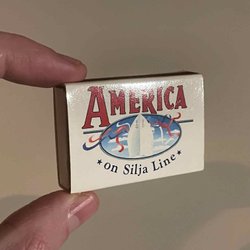 AMERICA
★ on Silja Line ★